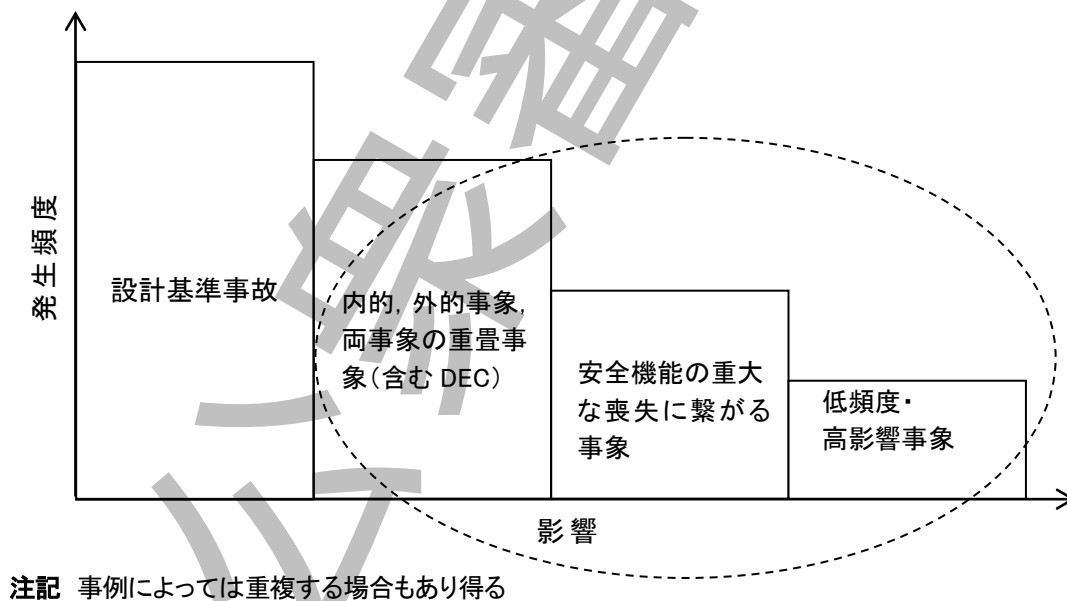 発生頻度
設計基準事故
内的，外的事象，
両事象の重畳事
象（含む DEC）
安全機能の重大
な喪失に繋がる
事象
低頻度・
高影響事象
影響
注記 事例によっては重複する場合もあり得る